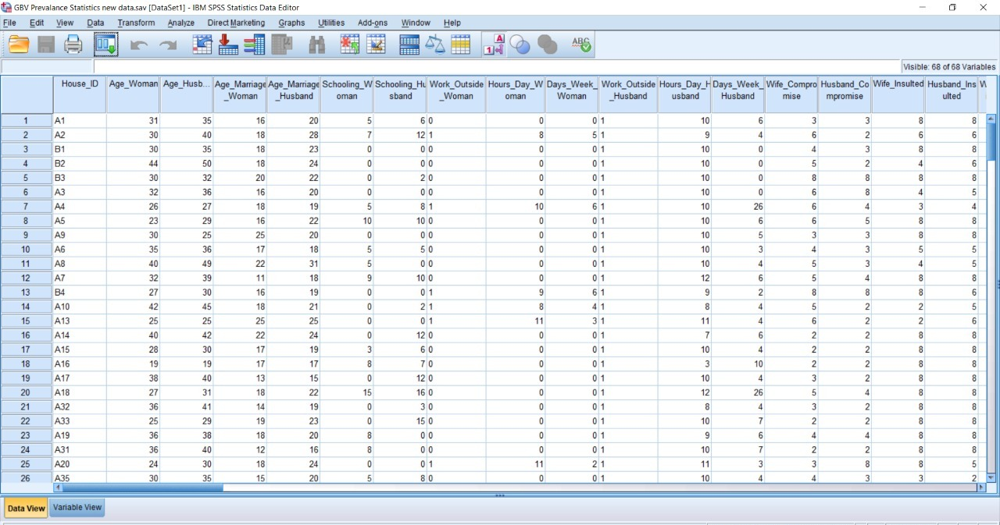 GBV Prevalance Statistics new data.sav [DataSet1] - IBM SPSS Statistics Data Editor
File Edit View Data Transform Analyze Direct Marketing Graphs Utilities Add-ons Window Help
Visible: 68 of 68 Variables
House_ID Age_Woman Age_Husb... Age_Marriage_Woman Age_Marriage_Husband Schooling_Woman Schooling_Husband Work_Outside_Woman Hours_Day_Woman Days_Week_Woman Work_Outside_Husband Hours_Day_Husband Days_Week_Husband Wife_Compromise Husband_Compromise Wife_Insulted Husband_Insulted
1 A1 31 35 16 20 5 6 0 0 0 1 10 6 3 3 8 8
2 A2 30 40 18 28 7 12 1 8 5 1 9 4 6 2 6 6
3 B1 30 35 18 23 0 0 0 0 0 1 10 0 4 3 8 8
4 B2 44 50 18 24 0 0 0 0 0 1 10 0 5 2 4 6
5 B3 30 32 20 22 0 2 0 0 0 1 10 0 8 8 8 8
6 A3 32 36 16 20 0 0 0 0 0 1 10 0 6 8 4 5
7 A4 26 27 18 19 5 8 1 10 6 1 10 26 6 4 3 4
8 A5 23 29 16 22 10 10 0 0 0 1 10 6 6 5 8 8
9 A9 30 25 25 20 0 0 0 0 0 1 10 5 3 3 8 8
10 A6 35 36 17 18 5 5 0 0 0 1 10 3 4 3 5 5
11 A8 40 49 22 31 5 0 0 0 0 1 10 4 5 3 4 5
12 A7 32 39 11 18 9 10 0 0 0 1 12 6 5 4 8 8
13 B4 27 30 16 19 0 0 1 9 6 1 9 2 8 8 8 6
14 A10 42 45 18 21 0 2 1 8 4 1 8 4 5 2 2 5
15 A13 25 25 25 25 0 0 1 11 3 1 11 4 6 2 2 6
16 A14 40 42 22 24 0 12 0 0 0 1 7 6 2 2 8 8
17 A15 28 30 17 19 3 6 0 0 0 1 10 4 2 2 8 8
18 A16 19 19 17 17 8 7 0 0 0 1 3 10 2 2 8 8
19 A17 38 40 13 15 0 12 0 0 0 1 10 4 3 2 8 8
20 A18 27 31 18 22 15 16 0 0 0 1 12 26 5 4 8 8
21 A32 36 41 14 19 0 3 0 0 0 1 8 4 3 2 8 8
22 A33 25 29 19 23 0 15 0 0 0 1 10 7 2 2 8 8
23 A19 36 38 18 20 8 0 0 0 0 1 9 6 4 4 8 8
24 A31 36 40 12 16 8 0 0 0 0 1 10 7 2 2 8 8
25 A20 24 30 18 24 0 0 1 11 2 1 11 3 3 8 8 5
26 A35 30 35 15 20 5 8 0 0 0 1 10 4 4 3 3 2
Data View Variable View